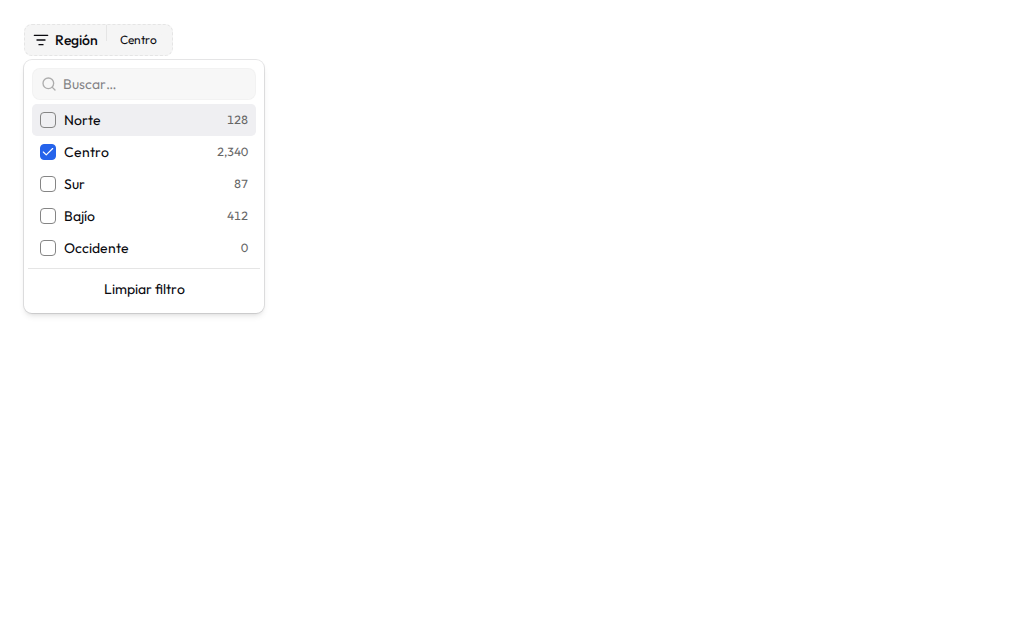 Región Centro
Buscar...
Norte 128
Centro 2,340
Sur 87
Bajío 412
Occidente 0
Limpiar filtro